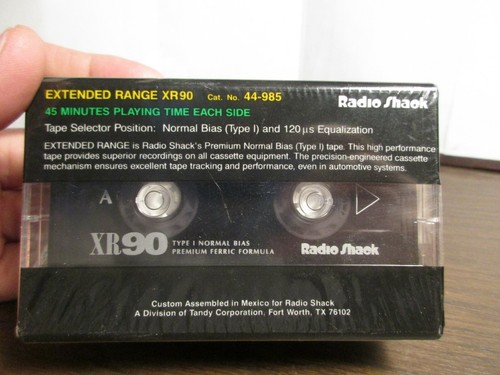 EXTENDED RANGE XR90 Cat. No. 44-985
Radio Shack
45 MINUTES PLAYING TIME EACH SIDE
Tape Selector Position: Normal Bias (Type I) and 120 µs Equalization
EXTENDED RANGE is Radio Shack's Premium Normal Bias (Type I) tape. This high performance
tape provides superior recordings on all cassette equipment. The precision-engineered cassette
mechanism ensures excellent tape tracking and performance, even in automotive systems.
A
XR90
TYPE I NORMAL BIAS
PREMIUM FERRIC FORMULA
Radio Shack
Custom Assembled in Mexico for Radio Shack
A Division of Tandy Corporation, Fort Worth, TX 76102